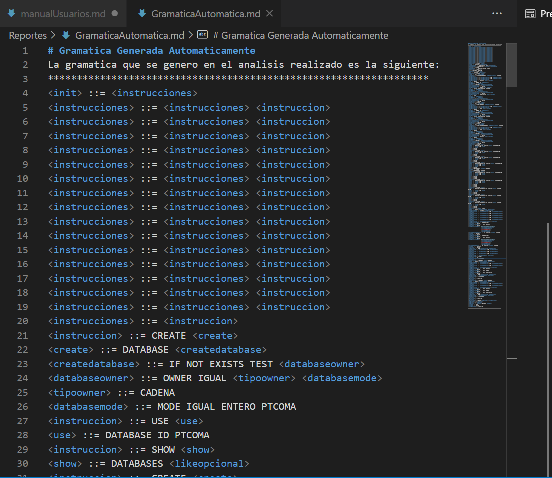 manualUsuarios.md GramaticaAutomatica.md
Reportes > GramaticaAutomatica.md > # Gramatica Generada Automaticamente
1 # Gramatica Generada Automaticamente
2 La gramatica que se genero en el analisis realizado es la siguiente:
3 ******************************************************************
4 <init> ::= <instrucciones>
5 <instrucciones> ::= <instrucciones> <instruccion>
6 <instrucciones> ::= <instrucciones> <instruccion>
7 <instrucciones> ::= <instrucciones> <instruccion>
8 <instrucciones> ::= <instrucciones> <instruccion>
9 <instrucciones> ::= <instrucciones> <instruccion>
10 <instrucciones> ::= <instrucciones> <instruccion>
11 <instrucciones> ::= <instrucciones> <instruccion>
12 <instrucciones> ::= <instrucciones> <instruccion>
13 <instrucciones> ::= <instrucciones> <instruccion>
14 <instrucciones> ::= <instrucciones> <instruccion>
15 <instrucciones> ::= <instrucciones> <instruccion>
16 <instrucciones> ::= <instrucciones> <instruccion>
17 <instrucciones> ::= <instrucciones> <instruccion>
18 <instrucciones> ::= <instrucciones> <instruccion>
19 <instrucciones> ::= <instrucciones> <instruccion>
20 <instrucciones> ::= <instruccion>
21 <instruccion> ::= CREATE <create>
22 <create> ::= DATABASE <createdatabase>
23 <createdatabase> ::= IF NOT EXISTS TEST <databaseowner>
24 <databaseowner> ::= OWNER IGUAL <tipoowner> <databasemode>
25 <tipoowner> ::= CADENA
26 <databasemode> ::= MODE IGUAL ENTERO PTCOMA
27 <instruccion> ::= USE <use>
28 <use> ::= DATABASE ID PTCOMA
29 <instruccion> ::= SHOW <show>
30 <show> ::= DATABASES <likeopcional>
31 <instruccion> ::= CREATE <create>